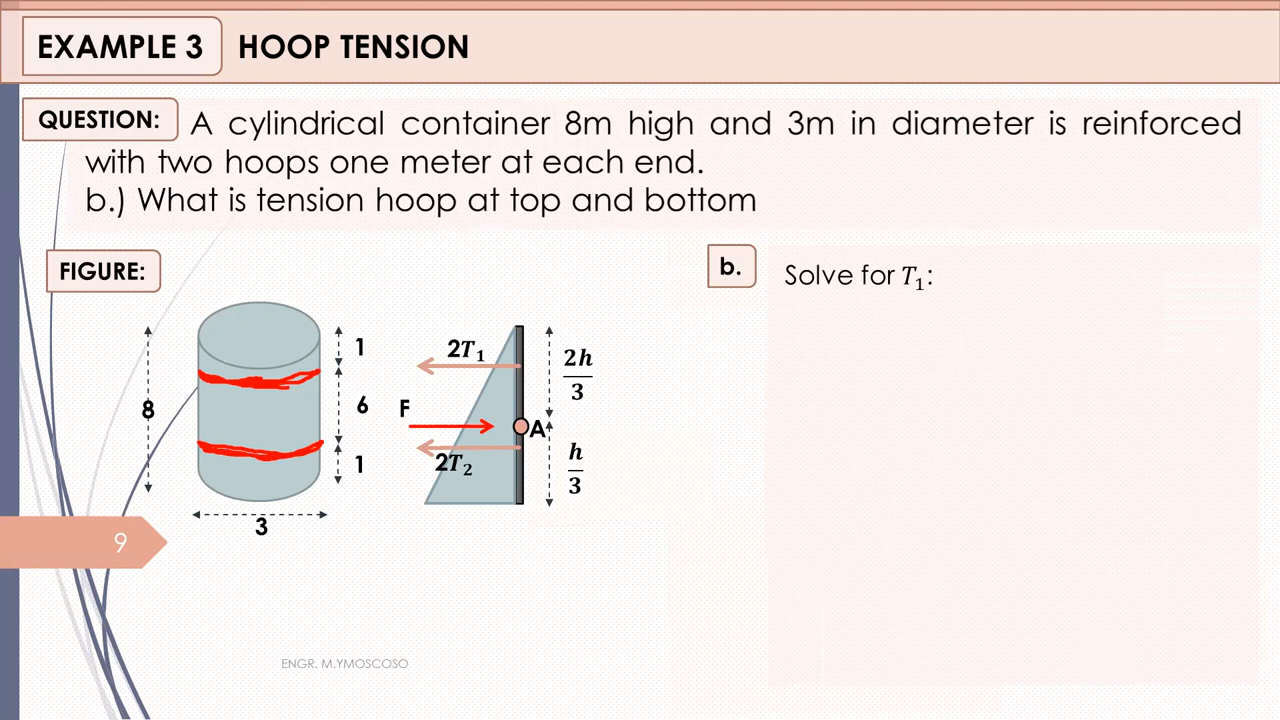 EXAMPLE 3 HOOP TENSION
QUESTION: A cylindrical container 8m high and 3m in diameter is reinforced
with two hoops one meter at each end.
b.) What is tension hoop at top and bottom
FIGURE:
b.
Solve for T₁:
1
2T₁
2h
3
8
6
F
A
1
2T₂
h
3
3
9
ENGR. M.YMOSCOSO